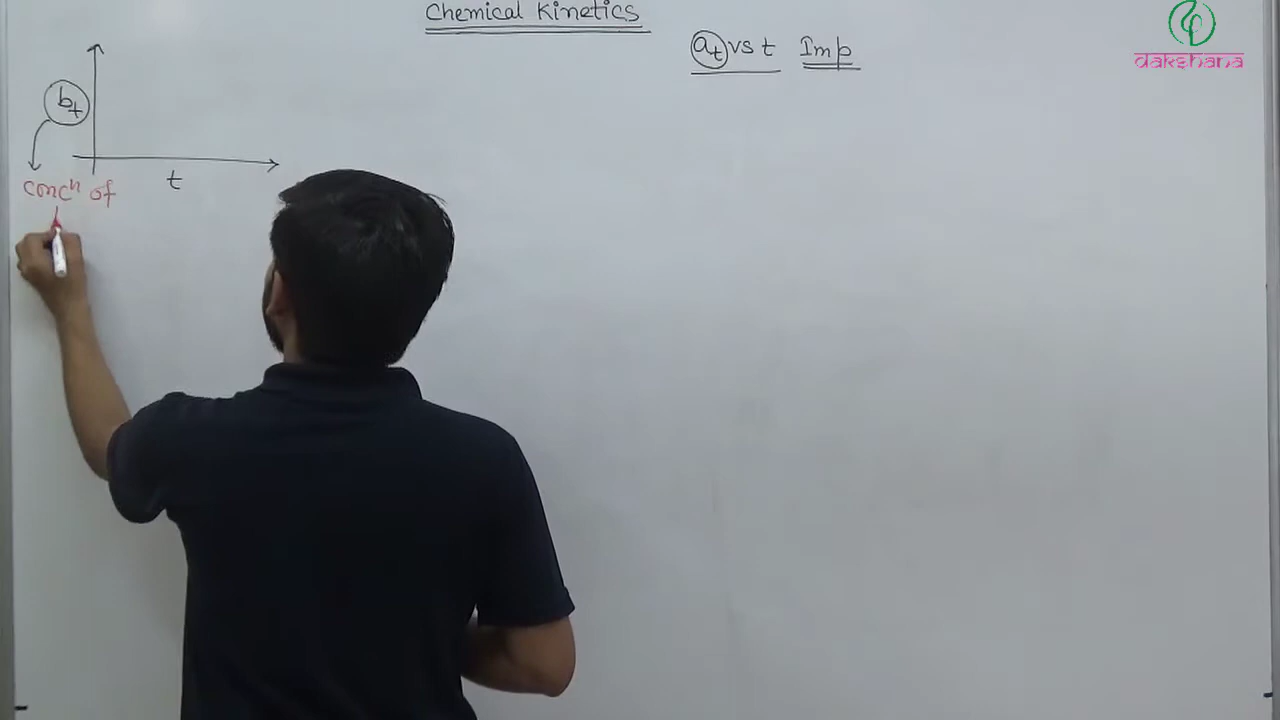 Chemical Kinetics
at vs t Imp
dakshana
bt
t
concn of